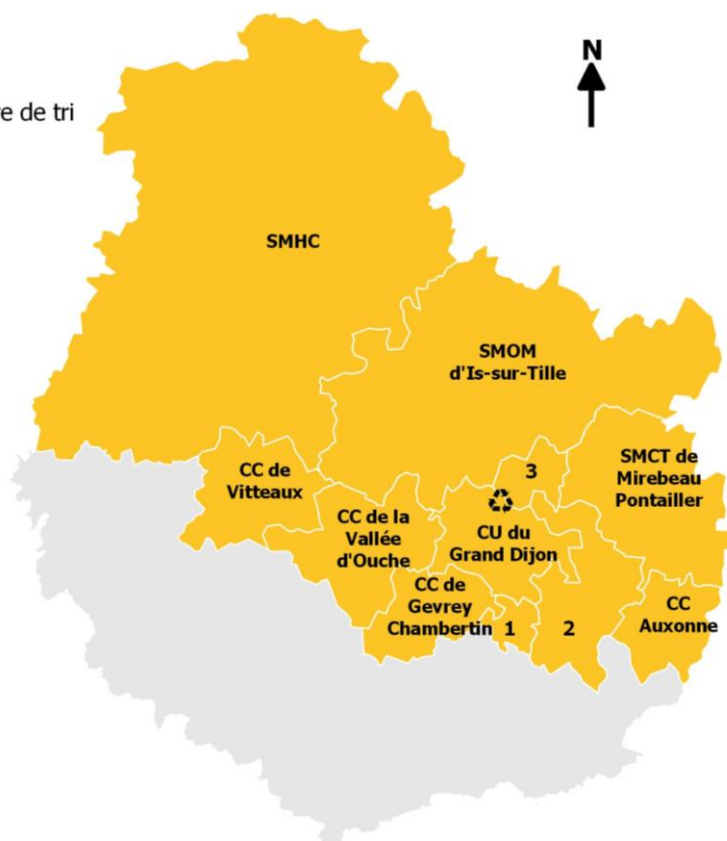 N
e de tri
SMHC
SMOM
d'Is-sur-Tille
CC de
Vitteaux
3
SMCT de
Mirebeau
Pontailler
CC de la
Vallée
d'Ouche
CU du
Grand Dijon
CC de
Gevrey
Chambertin
1
2
CC
Auxonne